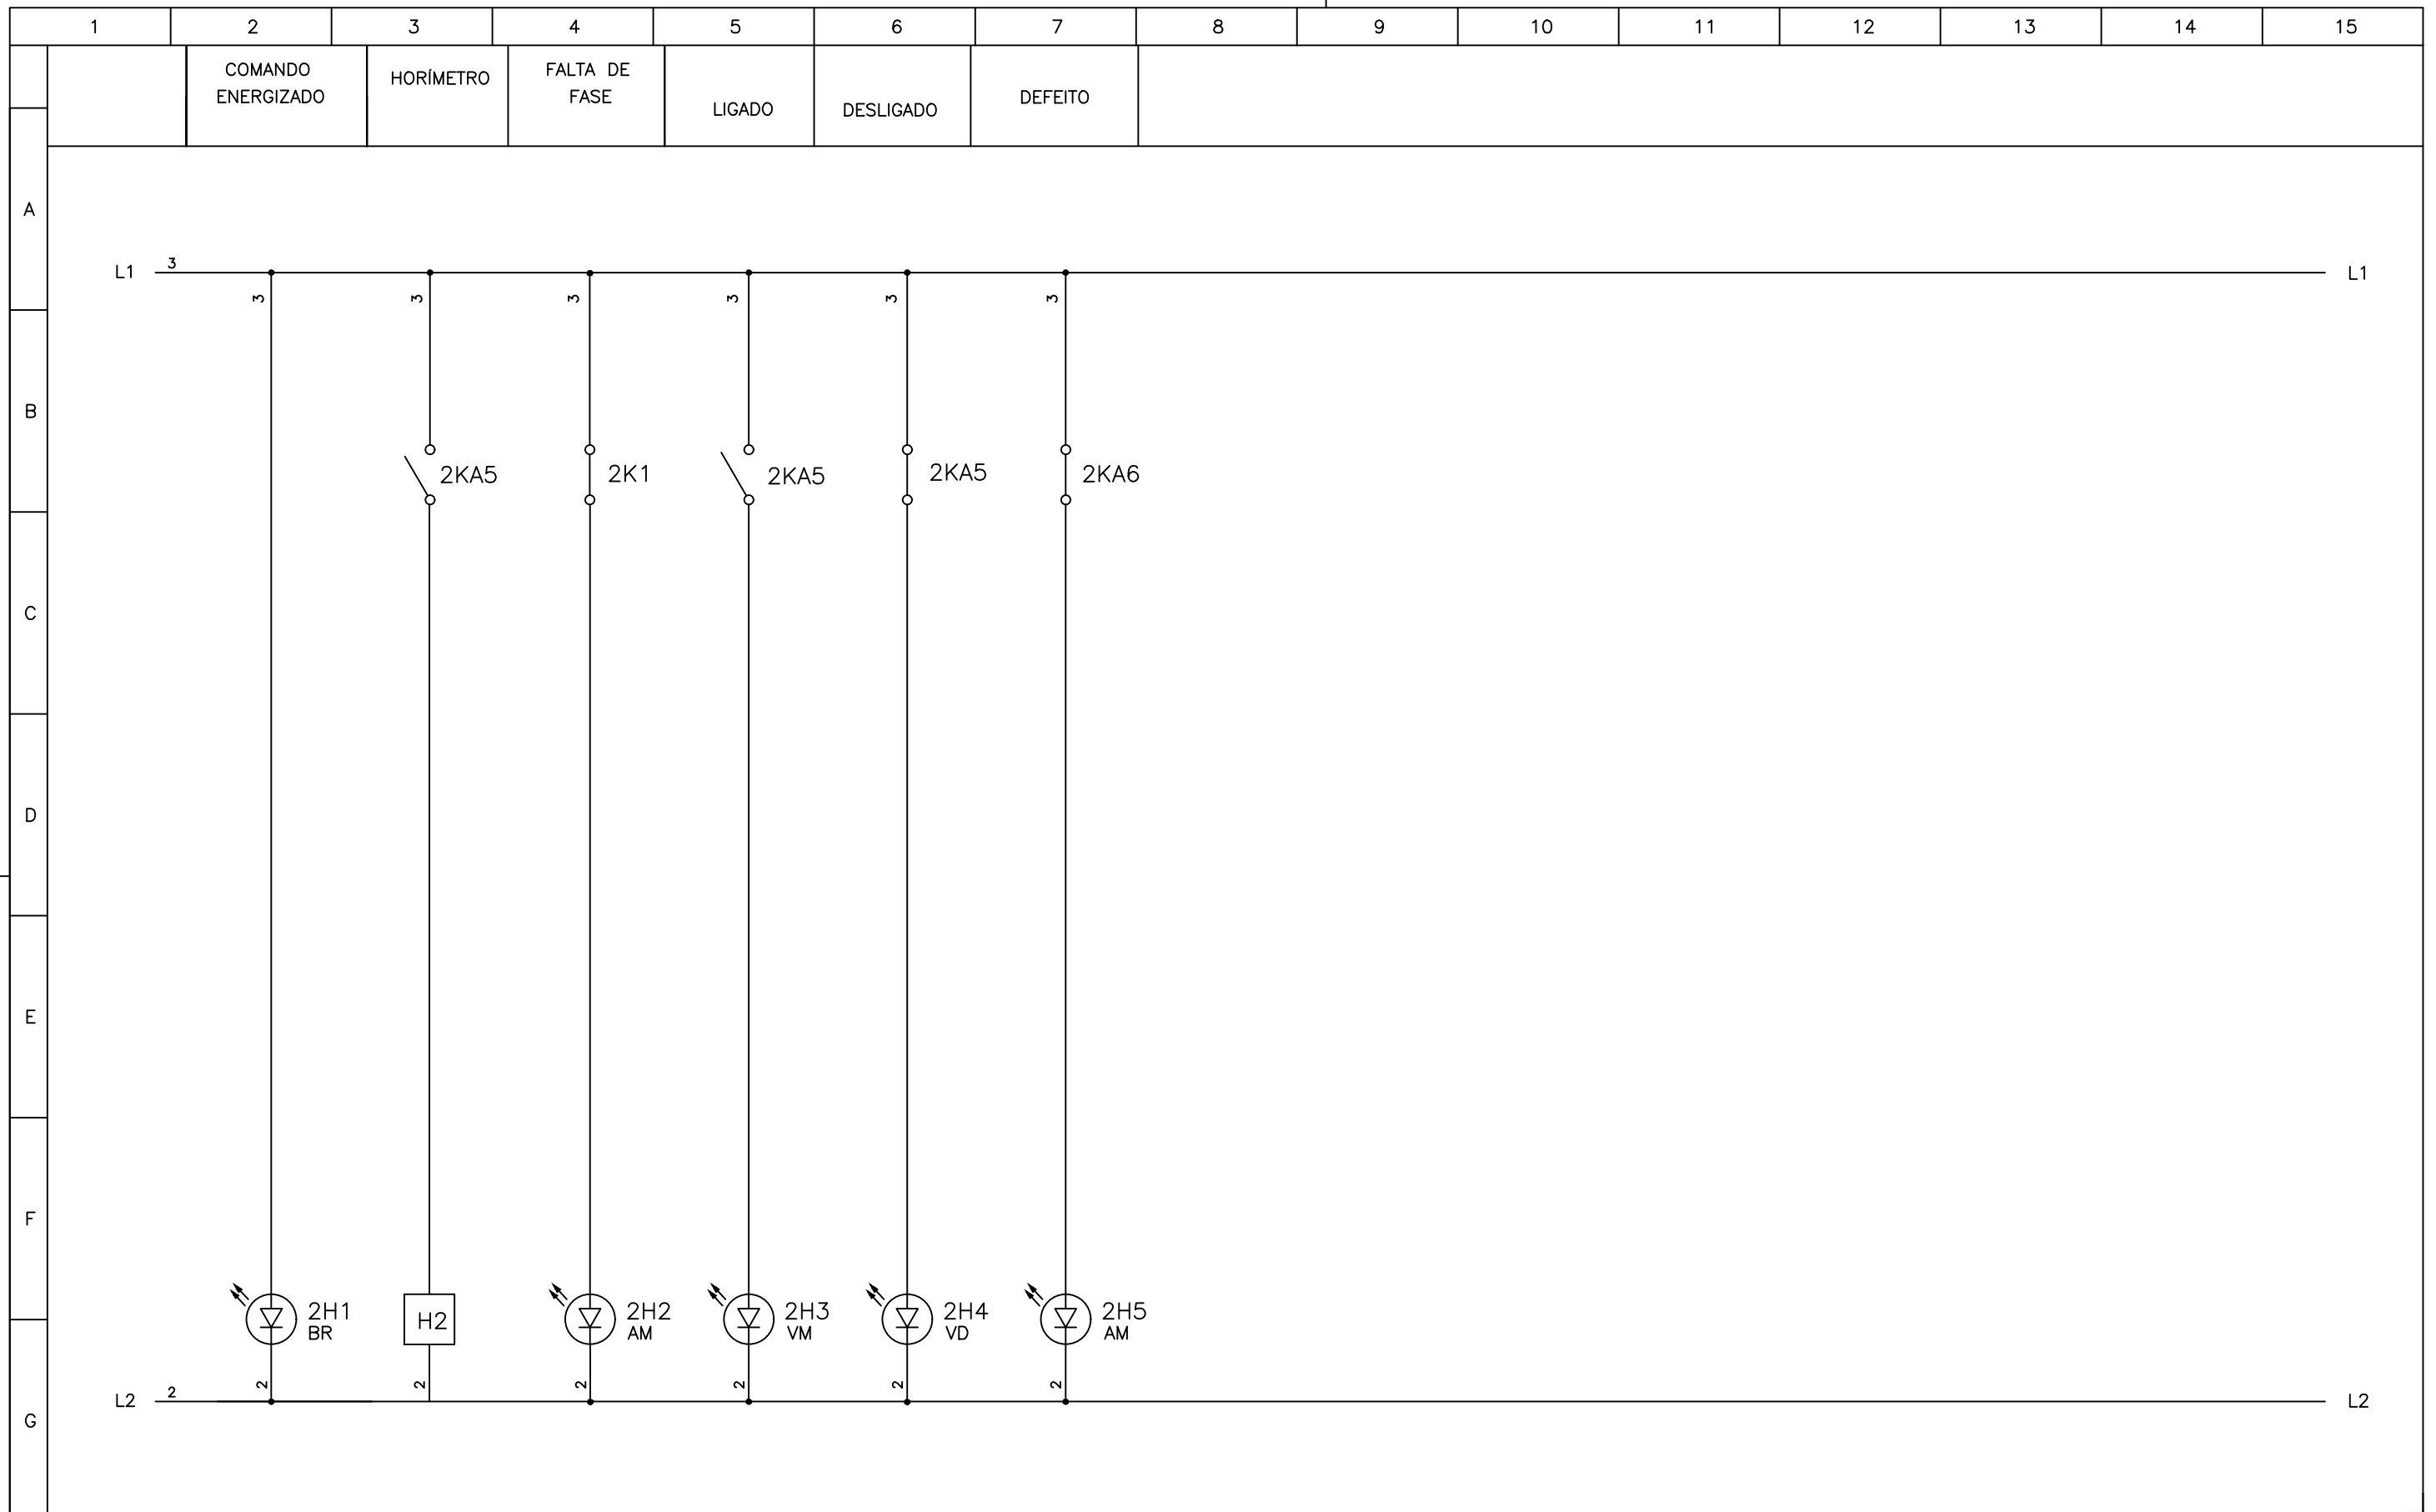 1 2 3 4 5 6 7 8 9 10 11 12 13 14 15
COMANDO
ENERGIZADO
HORÍMETRO
FALTA DE
FASE
LIGADO
DESLIGADO
DEFEITO
A
L1 3 L1
3 3 3 3 3 3
B
2KA5 2K1 2KA5 2KA5 2KA6
C
D
E
F
2H1
BR
H2
2H2
AM
2H3
VM
2H4
VD
2H5
AM
2 2 2 2 2 2
L2 2 L2
G